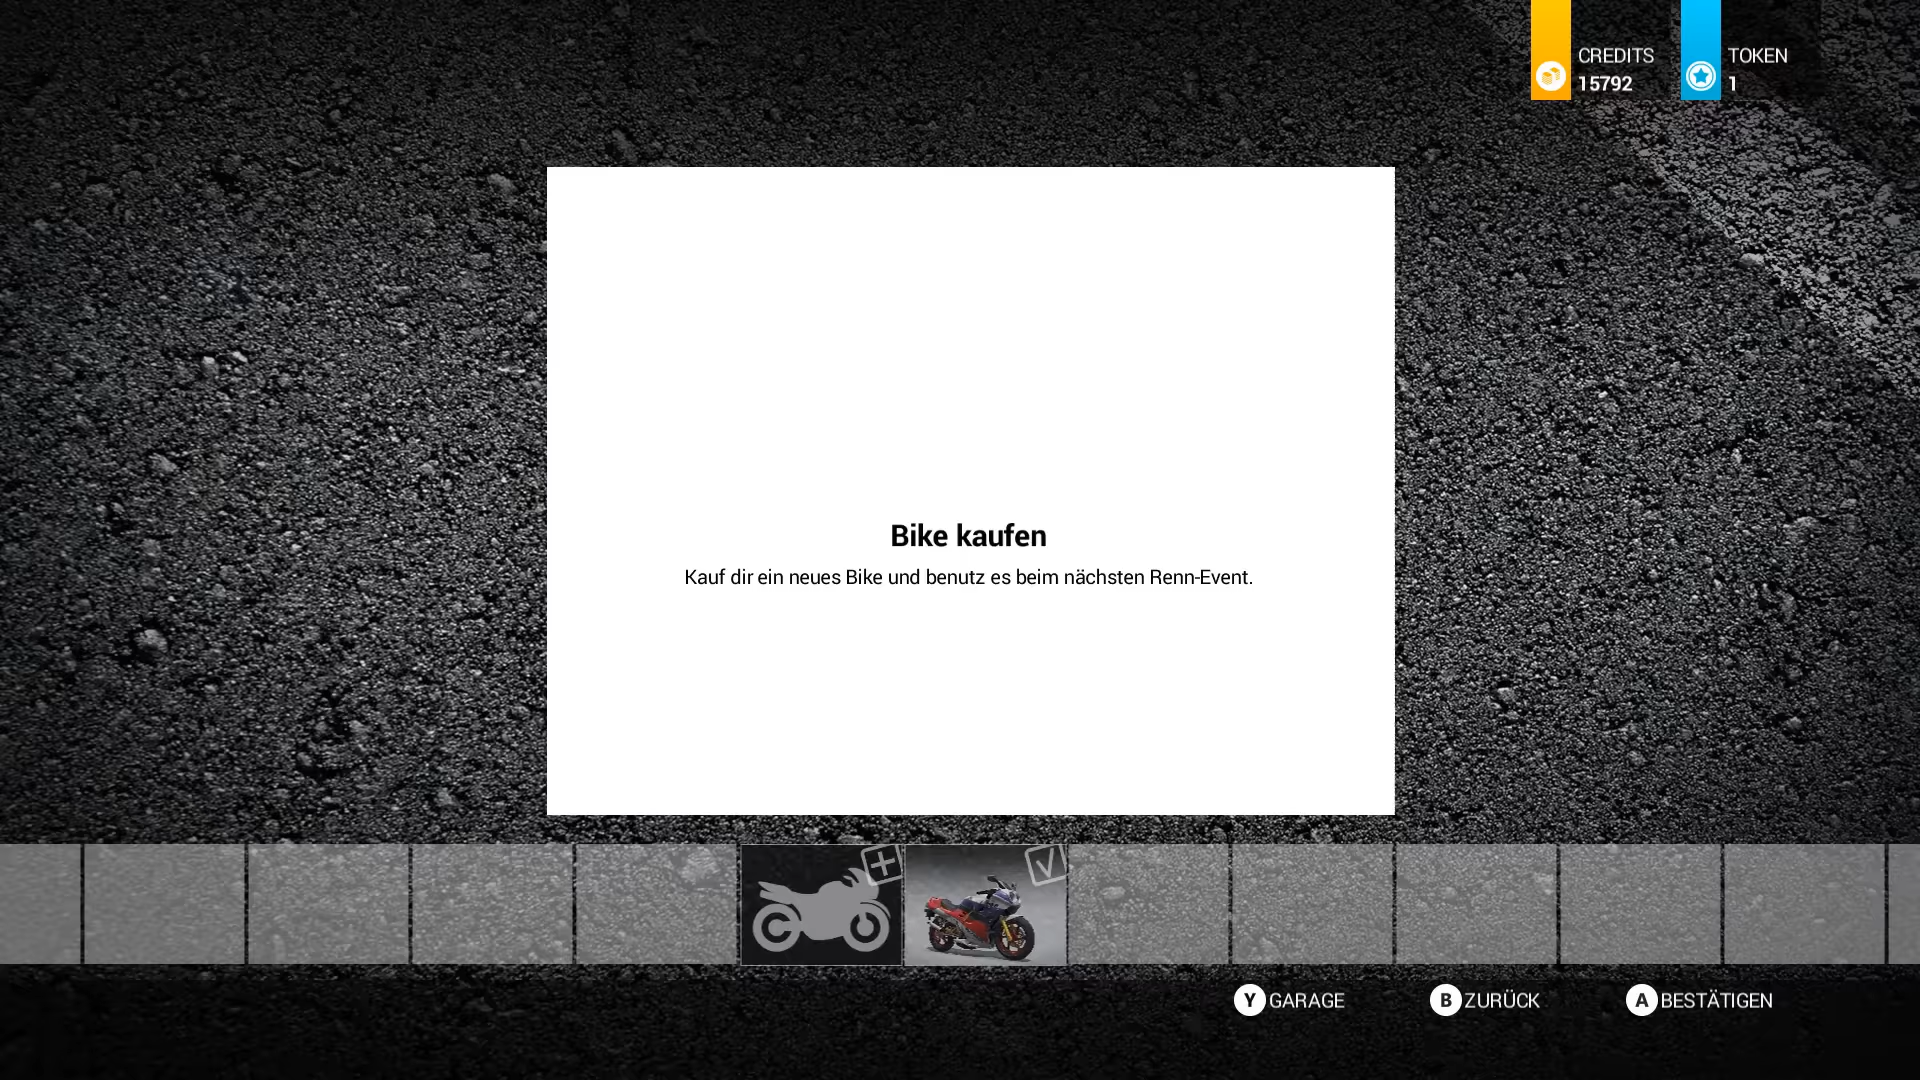 CREDITS
15792
TOKEN
1
Bike kaufen
Kauf dir ein neues Bike und benutz es beim nächsten Renn-Event.
Y GARAGE
B ZURÜCK
A BESTÄTIGEN